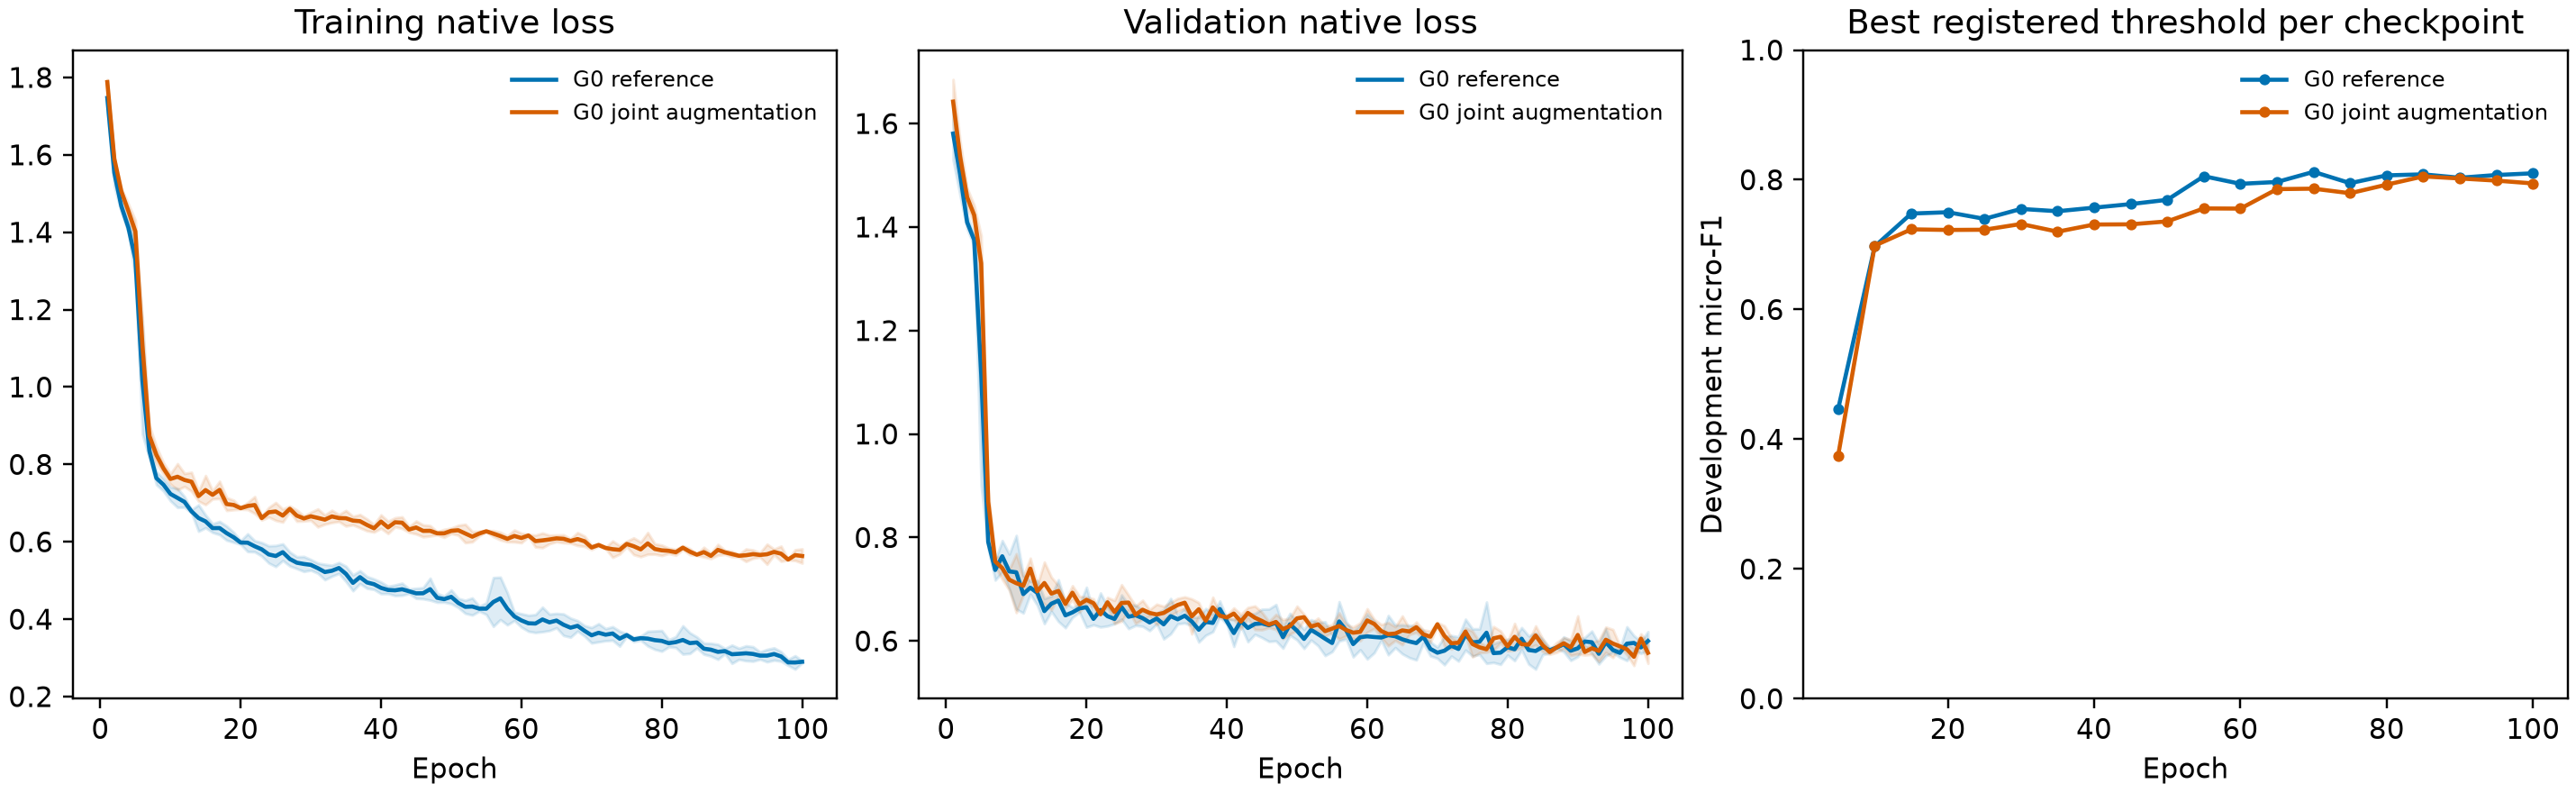 Training native loss
G0 reference
G0 joint augmentation
1.8
1.6
1.4
1.2
1.0
0.8
0.6
0.4
0.2
0 20 40 60 80 100
Epoch
Validation native loss
G0 reference
G0 joint augmentation
1.6
1.4
1.2
1.0
0.8
0.6
0 20 40 60 80 100
Epoch
Best registered threshold per checkpoint
G0 reference
G0 joint augmentation
Development micro-F1
1.0
0.8
0.6
0.4
0.2
0.0
20 40 60 80 100
Epoch